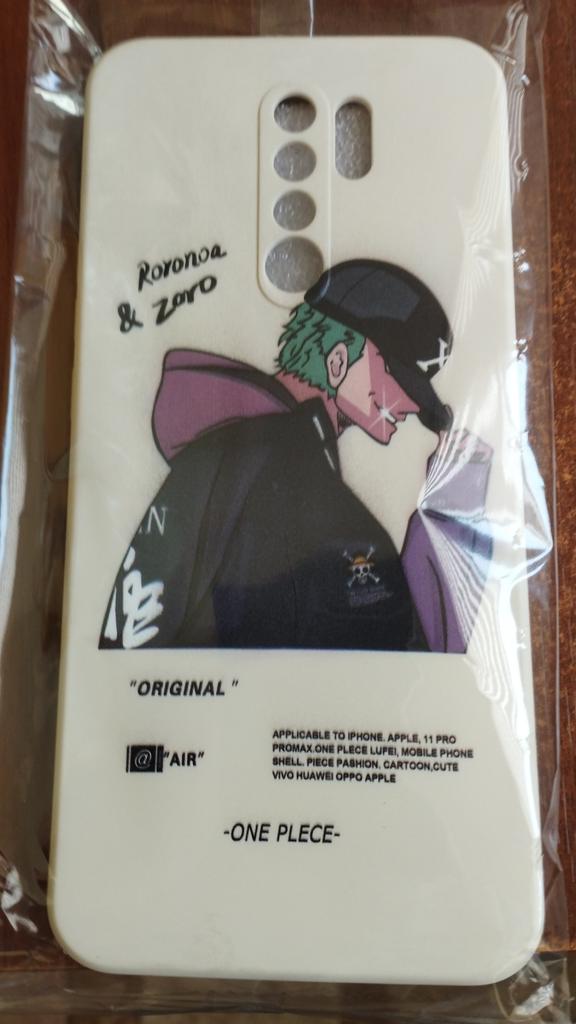 Roronoa
& Zoro
"ORIGINAL"
@ "AIR"
APPLICABLE TO IPHONE. APPLE, 11 PRO
PROMAX.ONE PLECE LUFEI, MOBILE PHONE
SHELL. PIECE PASHION. CARTOON,CUTE
VIVO HUAWEI OPPO APPLE
-ONE PLECE-